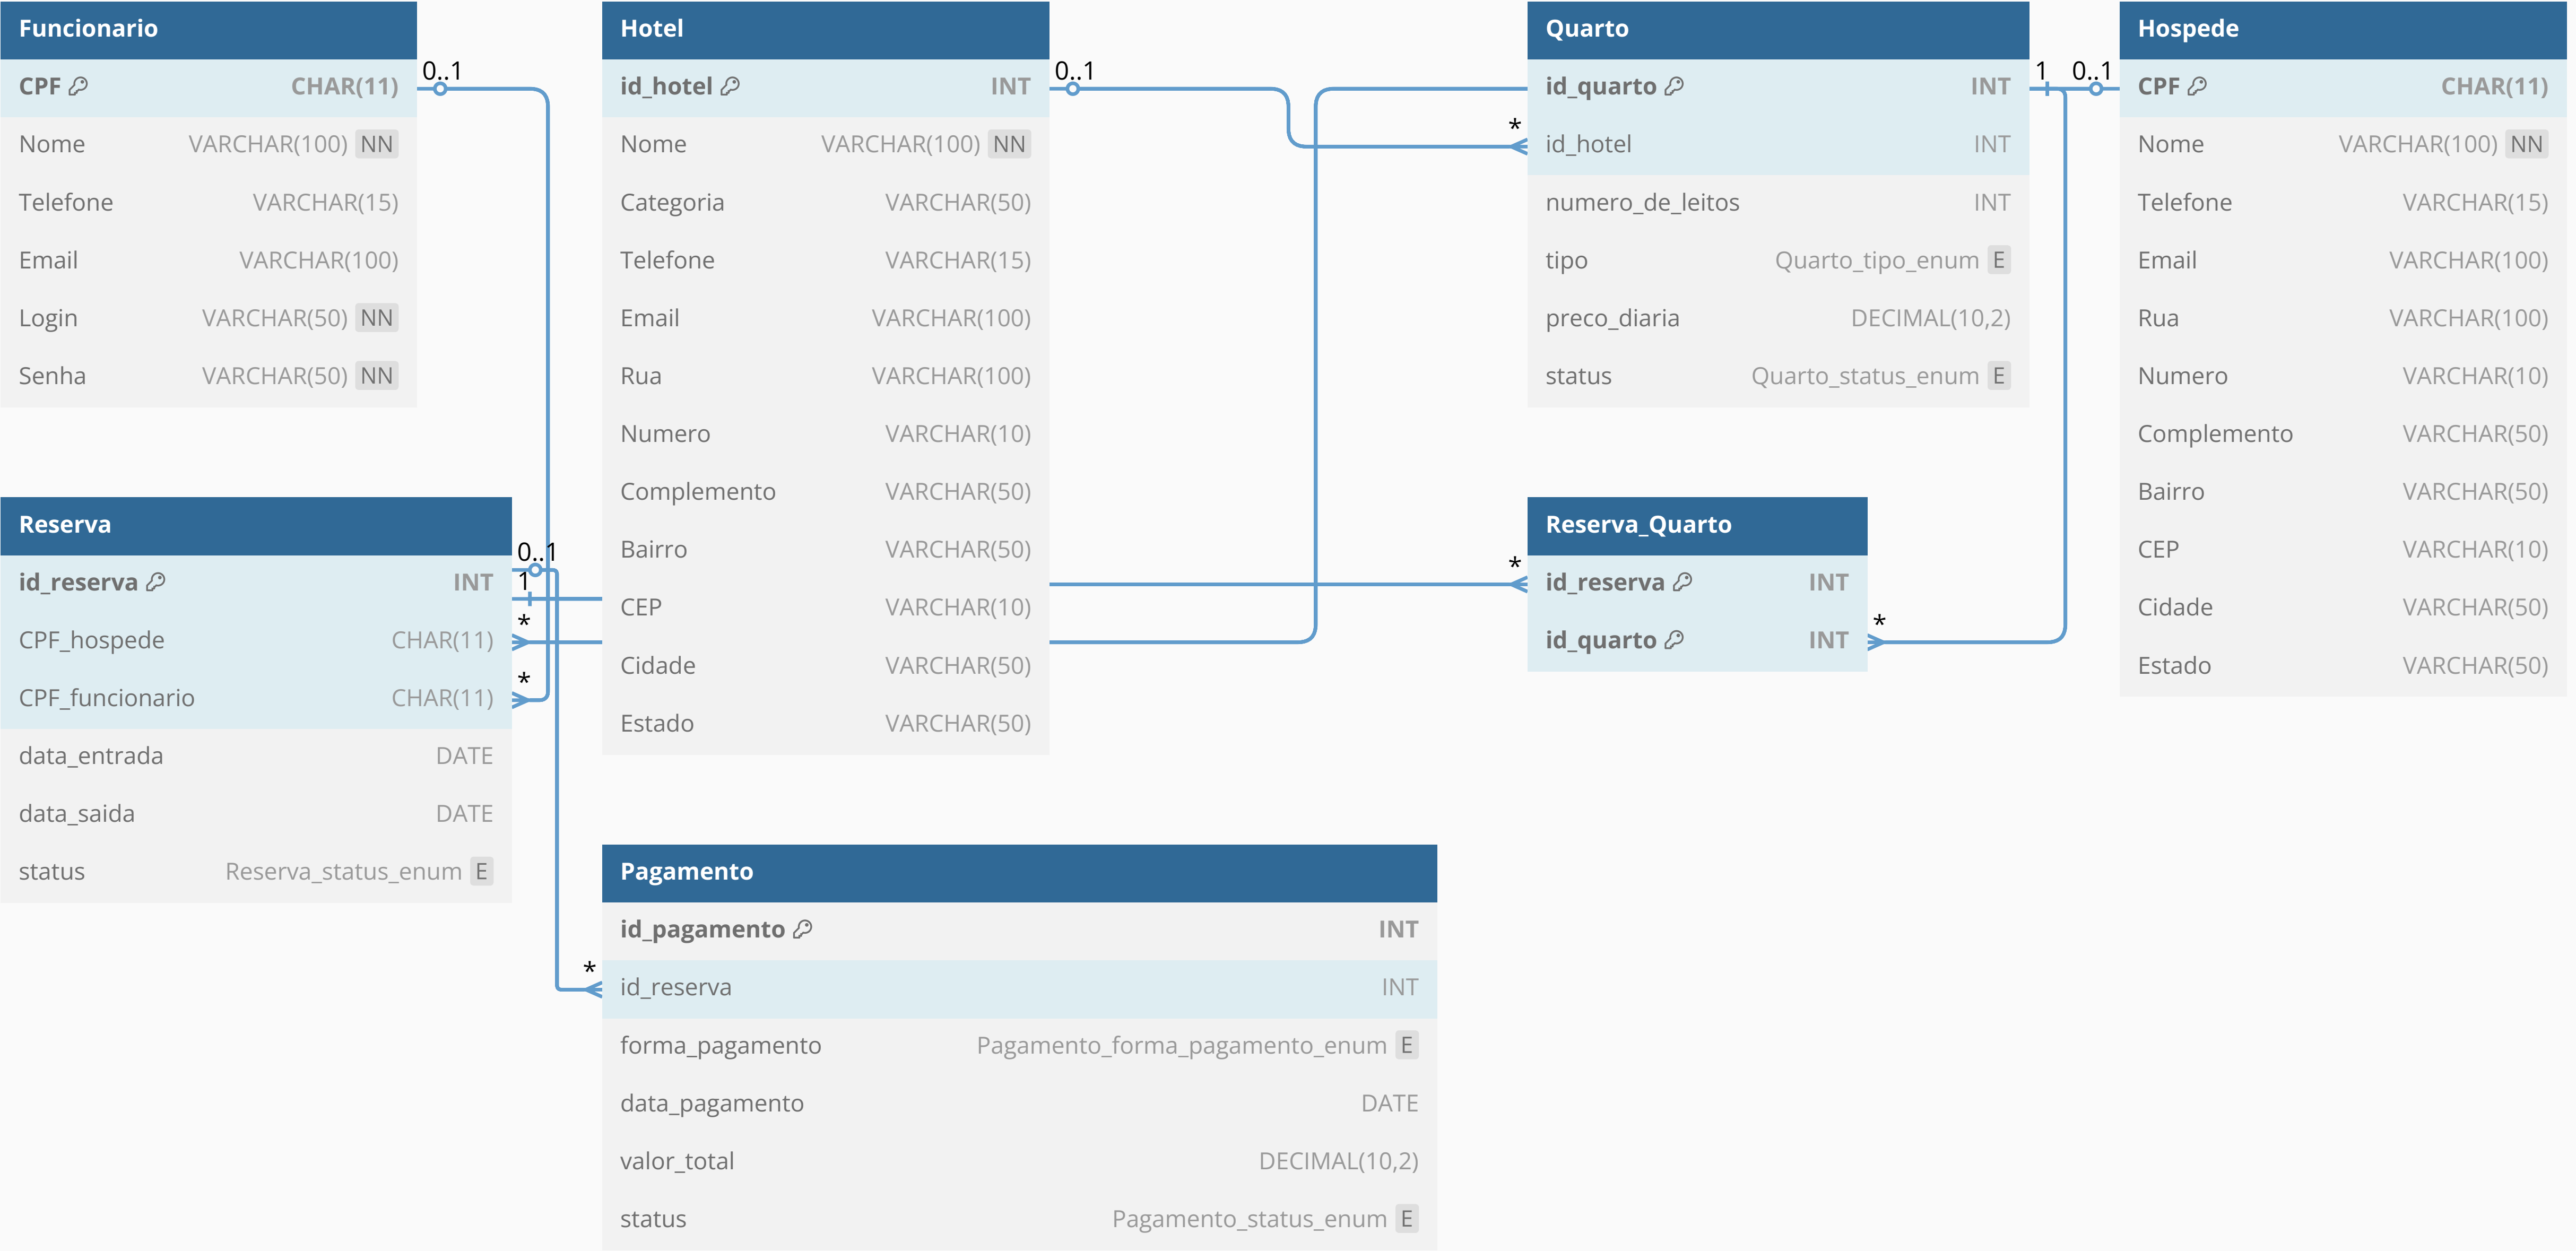 Funcionario
CPF CHAR(11)
Nome VARCHAR(100) NN
Telefone VARCHAR(15)
Email VARCHAR(100)
Login VARCHAR(50) NN
Senha VARCHAR(50) NN
0..1
Hotel
id_hotel INT
Nome VARCHAR(100) NN
Categoria VARCHAR(50)
Telefone VARCHAR(15)
Email VARCHAR(100)
Rua VARCHAR(100)
Numero VARCHAR(10)
Complemento VARCHAR(50)
Bairro VARCHAR(50)
CEP VARCHAR(10)
Cidade VARCHAR(50)
Estado VARCHAR(50)
0..1
*
Quarto
id_quarto INT
id_hotel INT
numero_de_leitos INT
tipo Quarto_tipo_enum E
preco_diaria DECIMAL(10,2)
status Quarto_status_enum E
1 0..1
Hospede
CPF CHAR(11)
Nome VARCHAR(100) NN
Telefone VARCHAR(15)
Email VARCHAR(100)
Rua VARCHAR(100)
Numero VARCHAR(10)
Complemento VARCHAR(50)
Bairro VARCHAR(50)
CEP VARCHAR(10)
Cidade VARCHAR(50)
Estado VARCHAR(50)
Reserva
id_reserva INT
CPF_hospede CHAR(11)
CPF_funcionario CHAR(11)
data_entrada DATE
data_saida DATE
status Reserva_status_enum E
0..1
1
*
*
*
Reserva_Quarto
id_reserva INT
id_quarto INT
*
Pagamento
id_pagamento INT
id_reserva INT
forma_pagamento Pagamento_forma_pagamento_enum E
data_pagamento DATE
valor_total DECIMAL(10,2)
status Pagamento_status_enum E
*